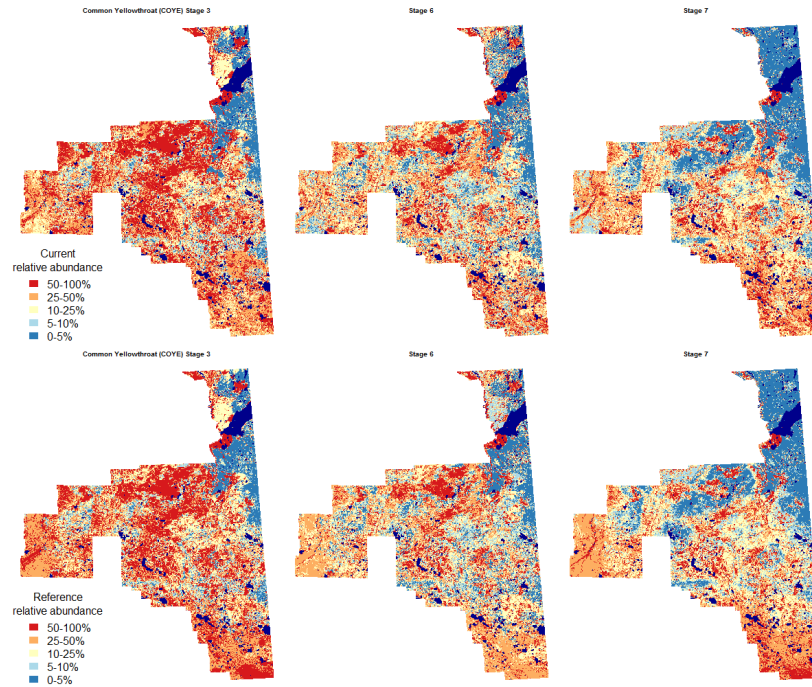 Common Yellowthroat (COYE) Stage 3
Stage 6
Stage 7
Current
relative abundance
50-100%
25-50%
10-25%
5-10%
0-5%
Common Yellowthroat (COYE) Stage 3
Stage 6
Stage 7
Reference
relative abundance
50-100%
25-50%
10-25%
5-10%
0-5%